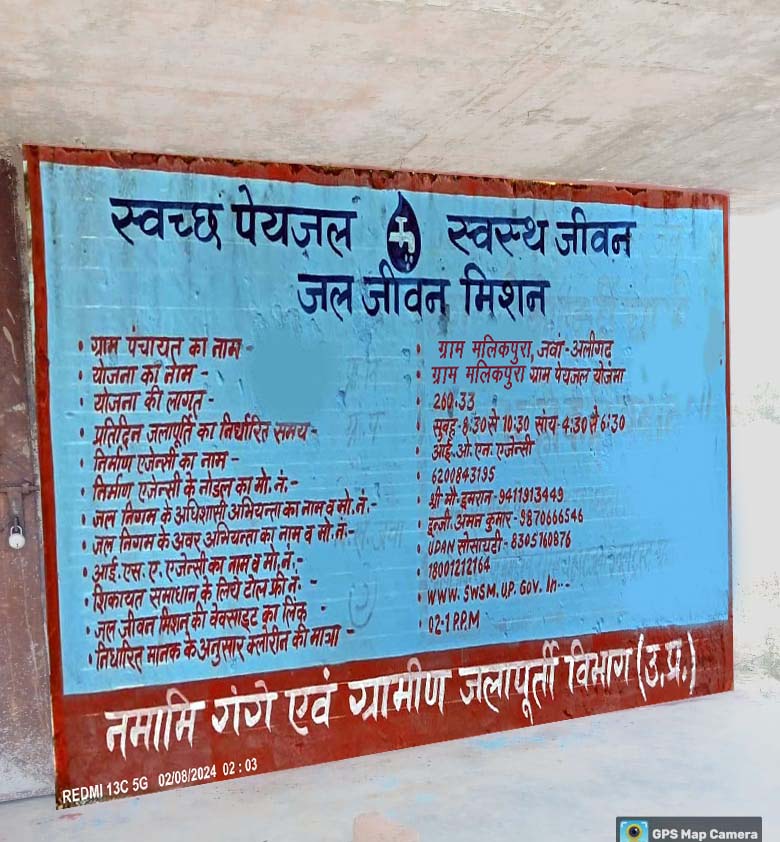 स्वच्छ पेयजल स्वस्थ जीवन
जल जीवन मिशन
• ग्राम पंचायत का नाम - • ग्राम मलिकपुरा, जवा - अलीगढ़
• योजना का नाम - • ग्राम मलिकपुरा ग्राम पेयजल योजना
• योजना की लागत - • 260.33
• प्रतिदिन जलापूर्ति का निर्धारित समय - • सुबह - 8:30 से 10:30 सांय - 4:30 से 6:30
• निर्माण एजेन्सी का नाम - • आई. ओ. एन. एजेन्सी
• निर्माण एजेन्सी के नोडल का मो. नं. - • 6200843195
• जल निगम के अधिशासी अभियन्ता का नाम व मो. नं. - • श्री मौ. इमरान - 9411913449
• जल निगम के अवर अभियन्ता का नाम व मो. नं - • इन्जी. अमन कुमार - 9870666546
• आई. एस. ए. एजेन्सी का नाम व मो. नं. - • UDAN सोसायटी - 8305760876
• शिकायत समाधान के लिये टोल फ्री नं. - • 18001212164
• जल जीवन मिशन की वेबसाइट का लिंक - • WWW. SWSM. U.P. GOV. In --
• निर्धारित मानक के अनुसार क्लोरीन की मात्रा - • 02-1 P.P.M
नमामि गंगे एवं ग्रामीण जलापूर्ती विभाग (उ.प्र.)
REDMI 13C 5G 02/08/2024 02:03
GPS Map Camera